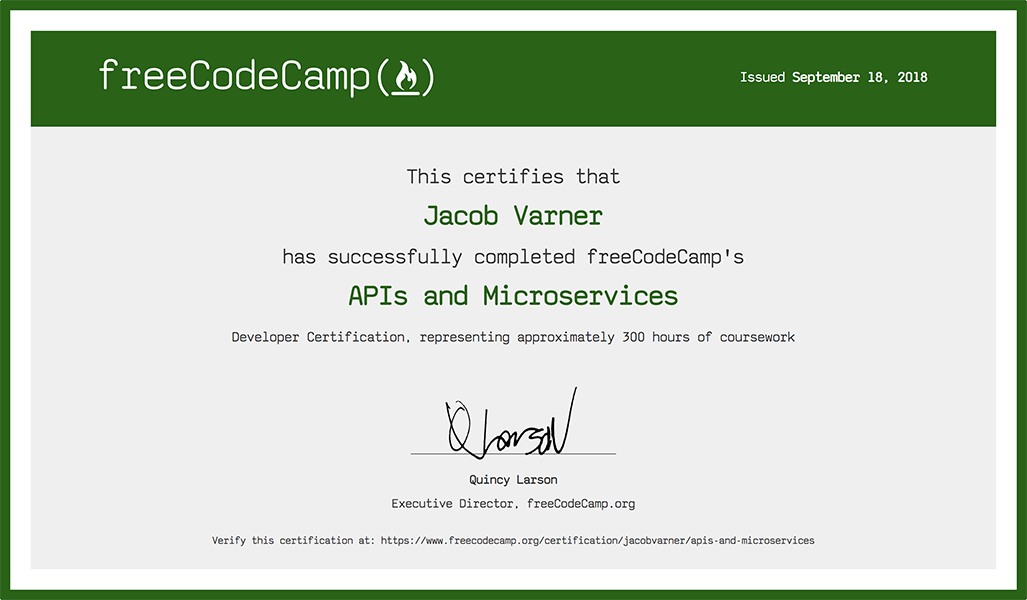 freeCodeCamp(🔥)
Issued September 18, 2018
This certifies that
Jacob Varner
has successfully completed freeCodeCamp's
APIs and Microservices
Developer Certification, representing approximately 300 hours of coursework
Q Larson
Quincy Larson
Executive Director, freeCodeCamp.org
Verify this certification at: https://www.freecodecamp.org/certification/jacobvarner/apis-and-microservices